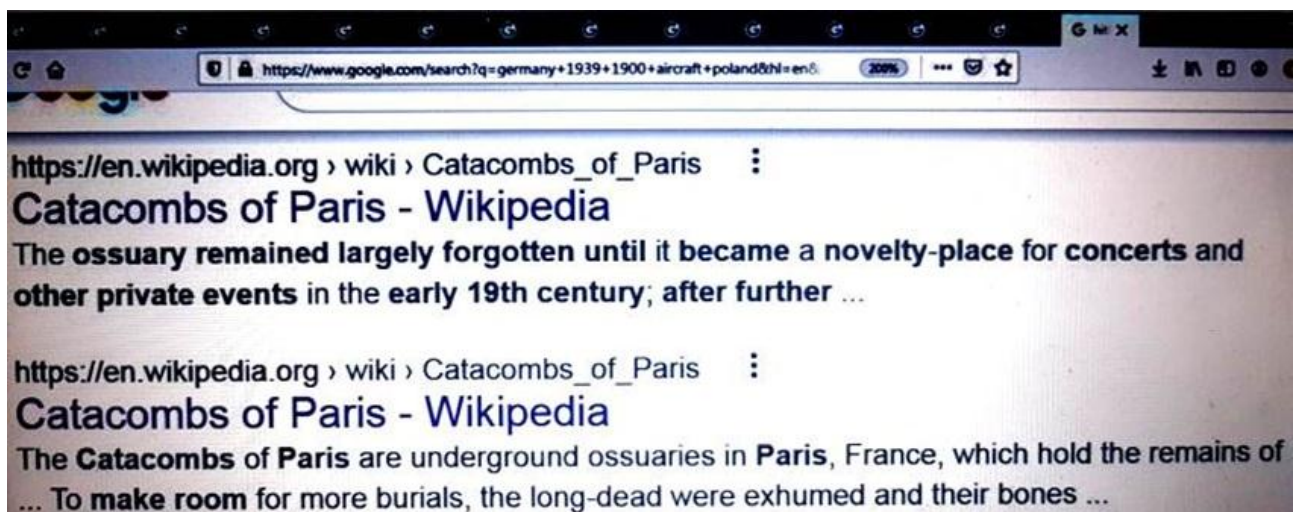 https://www.google.com/search?q=germany+1939+1900+aircraft+poland&hl=en&
200%
https://en.wikipedia.org › wiki › Catacombs_of_Paris
Catacombs of Paris - Wikipedia
The ossuary remained largely forgotten until it became a novelty-place for concerts and
other private events in the early 19th century; after further ...
https://en.wikipedia.org › wiki › Catacombs_of_Paris
Catacombs of Paris - Wikipedia
The Catacombs of Paris are underground ossuaries in Paris, France, which hold the remains of
... To make room for more burials, the long-dead were exhumed and their bones ...